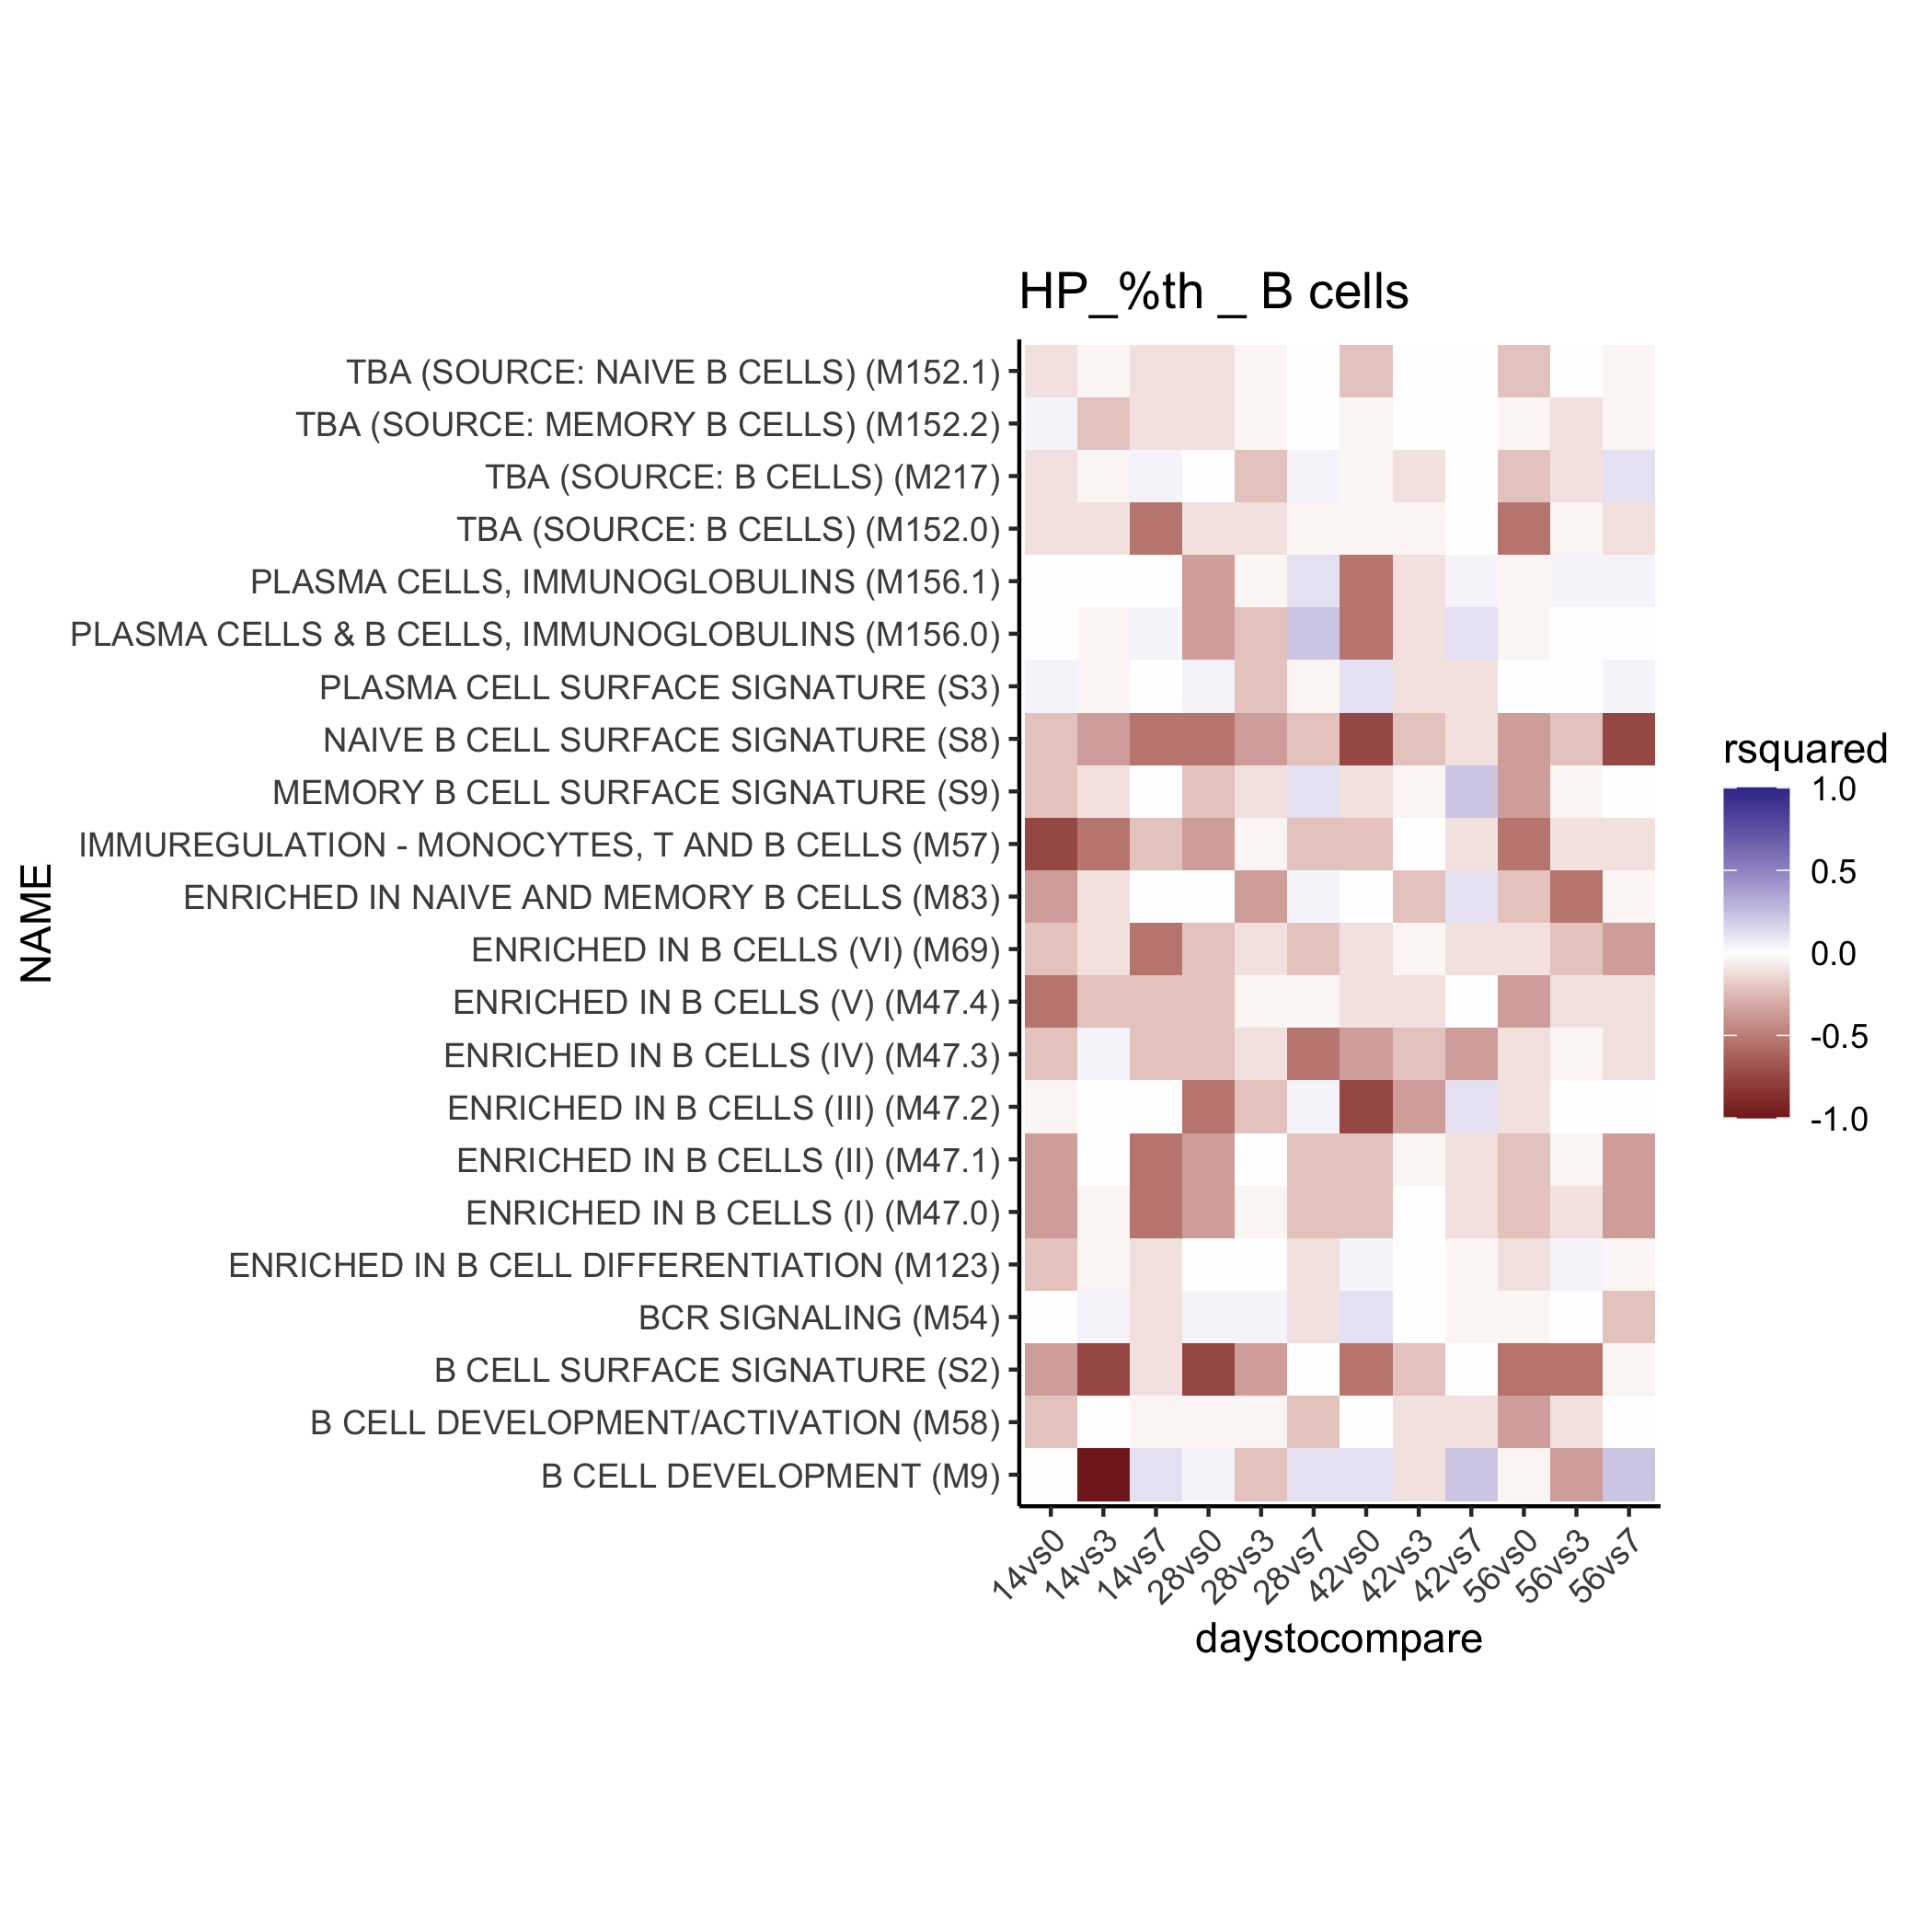 HP_%th _ B cells
NAME
TBA (SOURCE: NAIVE B CELLS) (M152.1)
TBA (SOURCE: MEMORY B CELLS) (M152.2)
TBA (SOURCE: B CELLS) (M217)
TBA (SOURCE: B CELLS) (M152.0)
PLASMA CELLS, IMMUNOGLOBULINS (M156.1)
PLASMA CELLS & B CELLS, IMMUNOGLOBULINS (M156.0)
PLASMA CELL SURFACE SIGNATURE (S3)
NAIVE B CELL SURFACE SIGNATURE (S8)
MEMORY B CELL SURFACE SIGNATURE (S9)
IMMUREGULATION - MONOCYTES, T AND B CELLS (M57)
ENRICHED IN NAIVE AND MEMORY B CELLS (M83)
ENRICHED IN B CELLS (VI) (M69)
ENRICHED IN B CELLS (V) (M47.4)
ENRICHED IN B CELLS (IV) (M47.3)
ENRICHED IN B CELLS (III) (M47.2)
ENRICHED IN B CELLS (II) (M47.1)
ENRICHED IN B CELLS (I) (M47.0)
ENRICHED IN B CELL DIFFERENTIATION (M123)
BCR SIGNALING (M54)
B CELL SURFACE SIGNATURE (S2)
B CELL DEVELOPMENT/ACTIVATION (M58)
B CELL DEVELOPMENT (M9)
14vs0
14vs3
14vs7
28vs0
28vs3
28vs7
42vs0
42vs3
42vs7
56vs0
56vs3
56vs7
daystocompare
rsquared
1.0
0.5
0.0
-0.5
-1.0